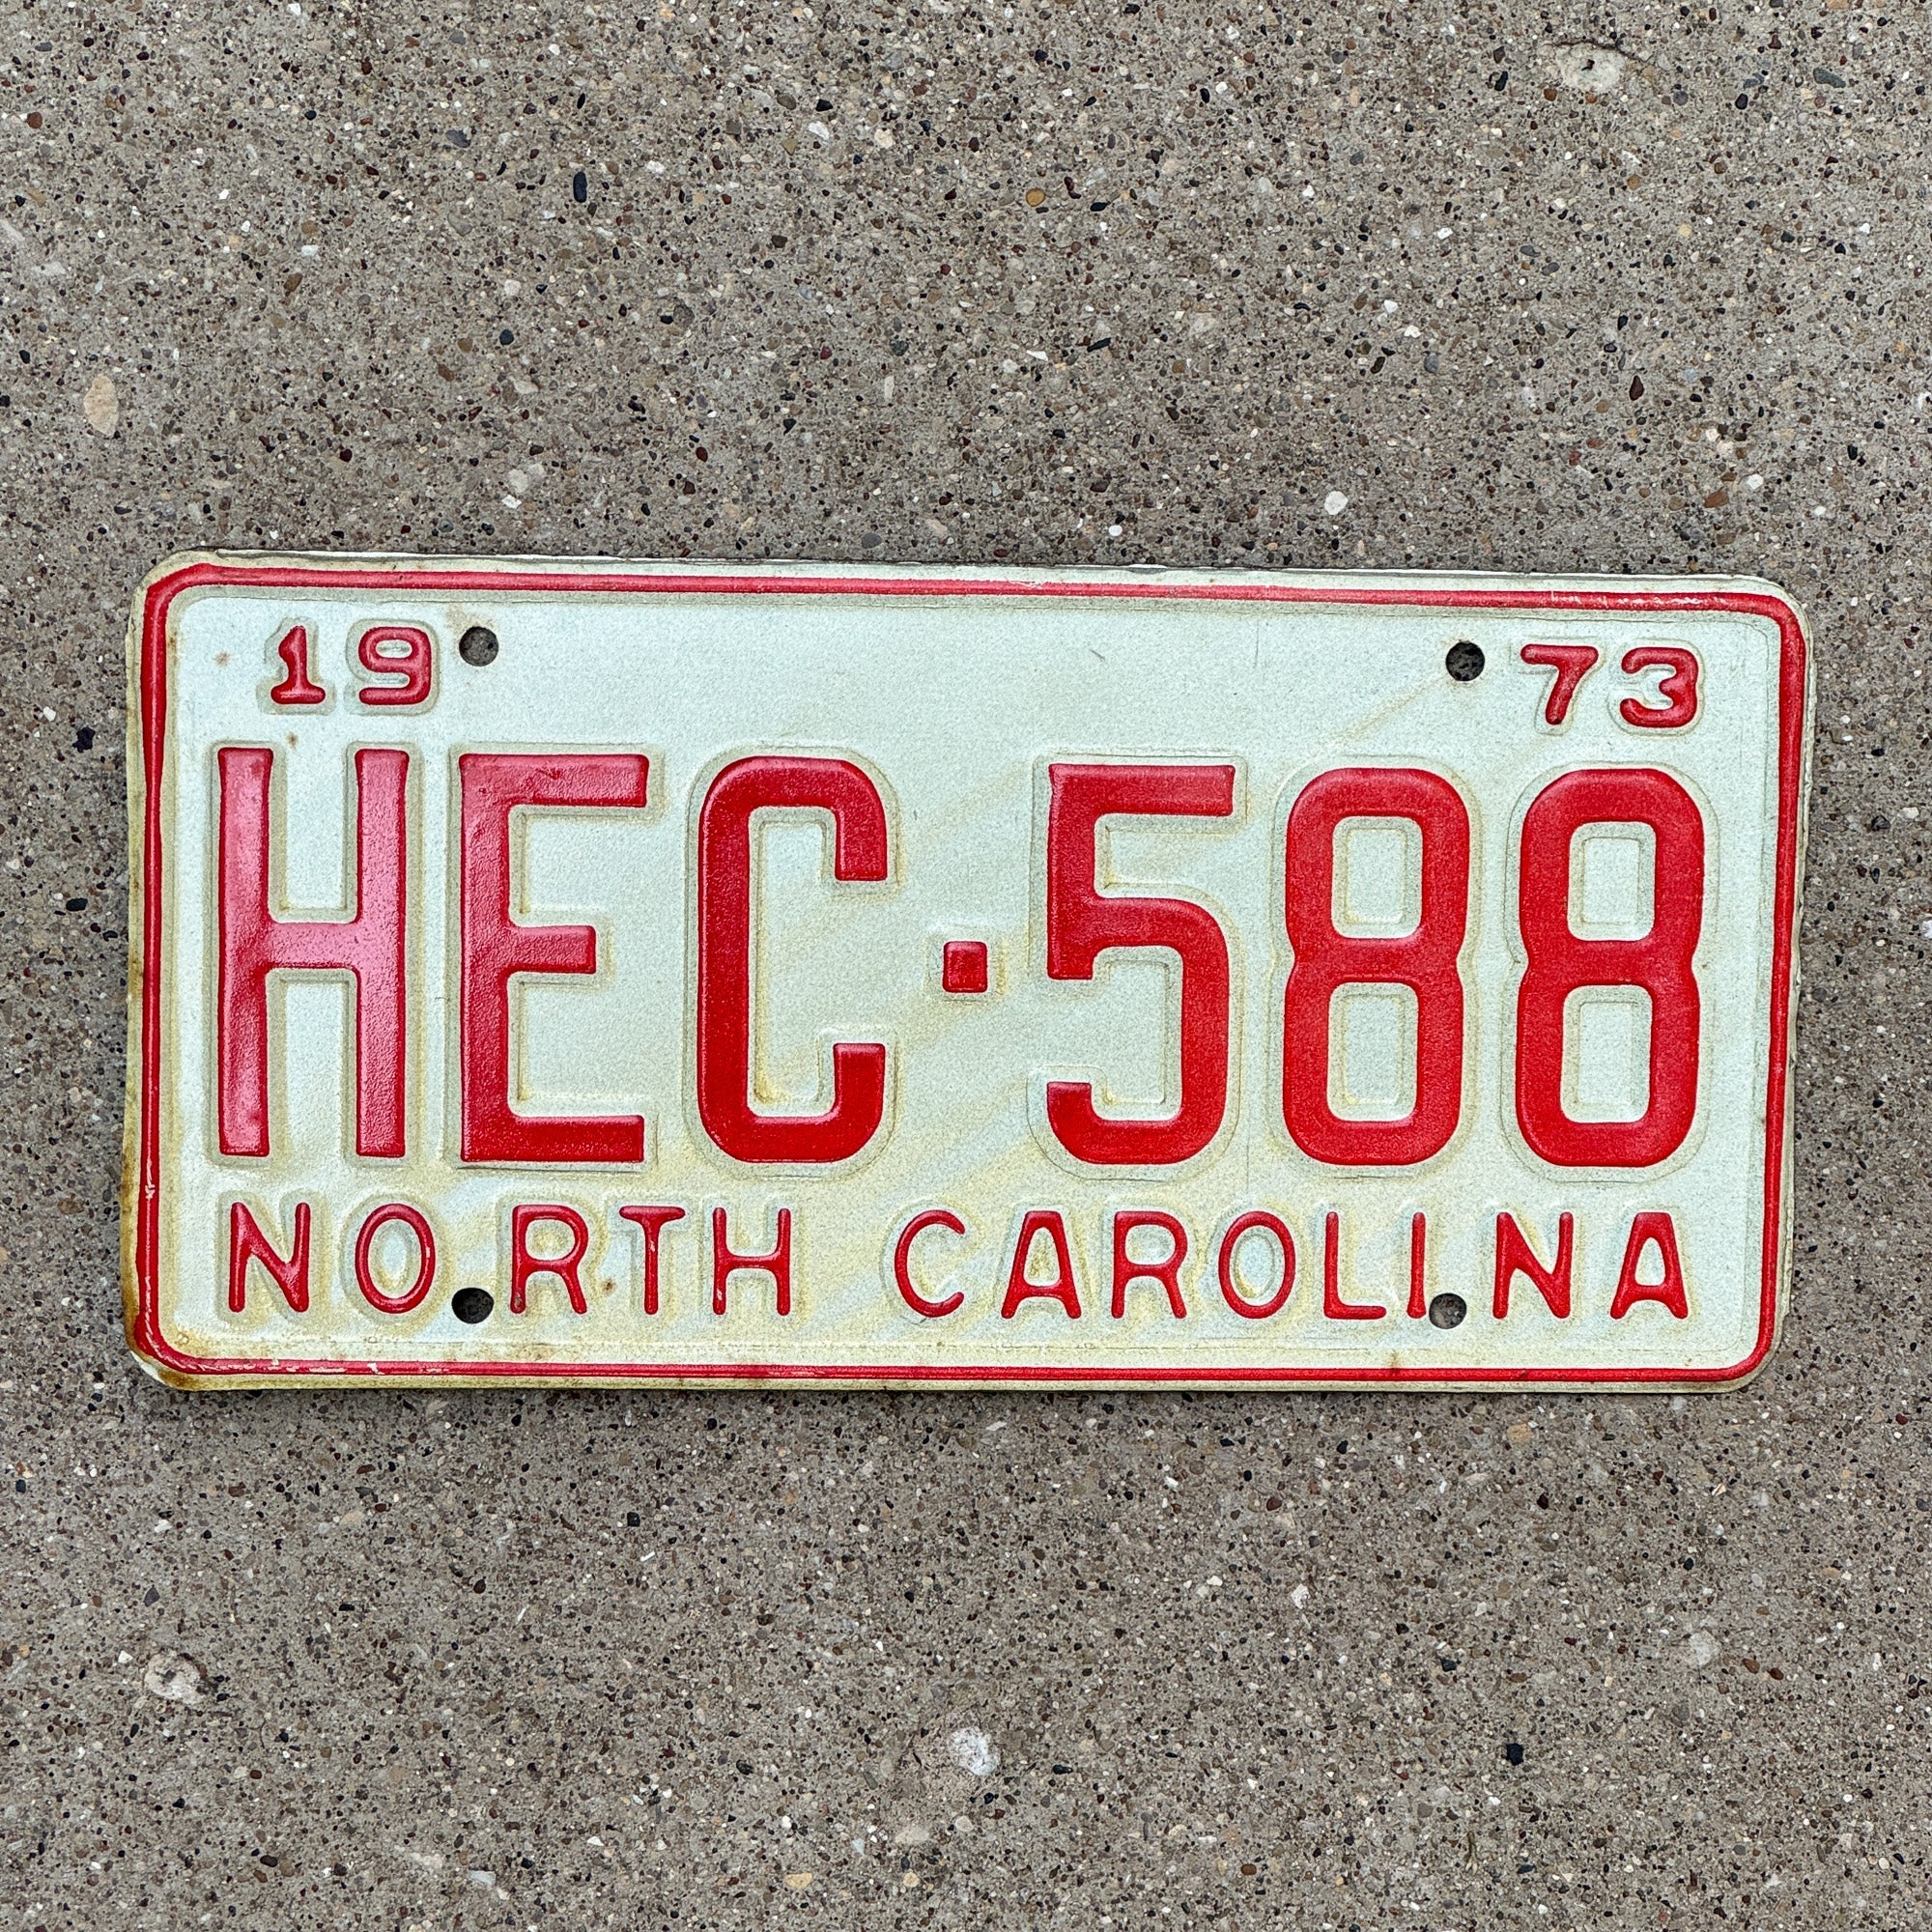 19 73
HEC·588
NORTH CAROLINA